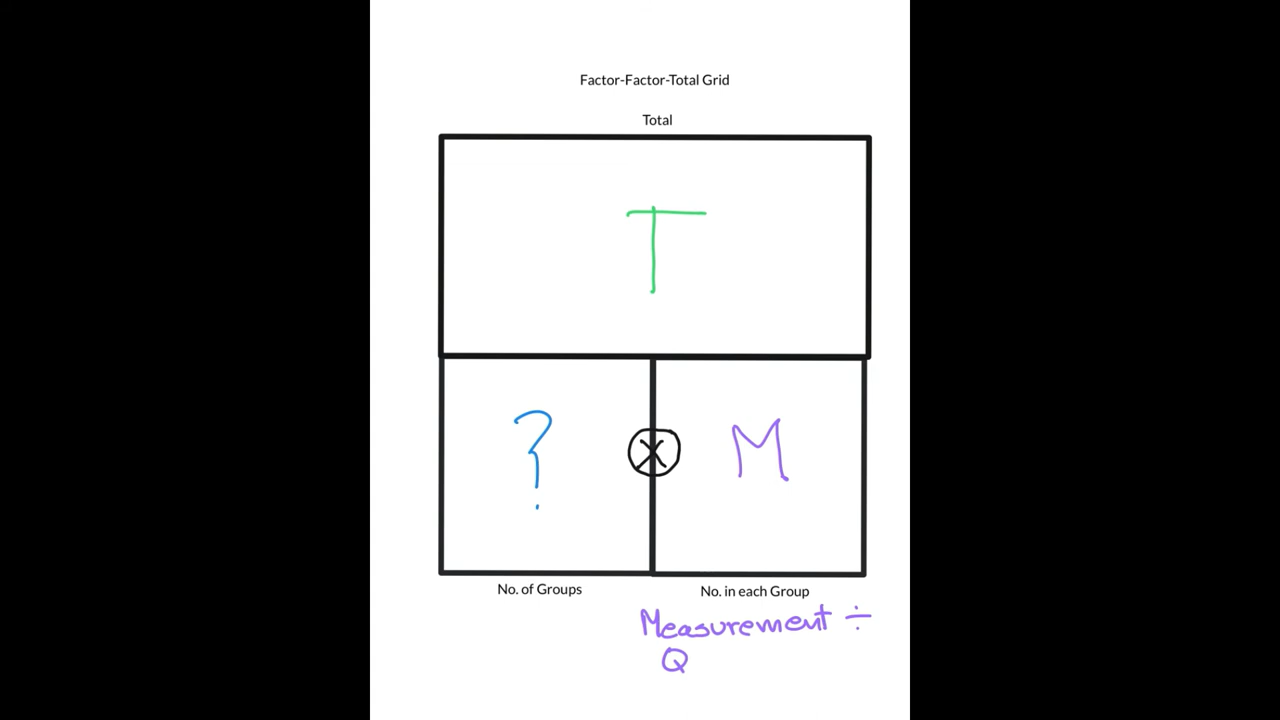 Factor-Factor-Total Grid
Total
T
? X M
No. of Groups No. in each Group
Measurement ÷
Q